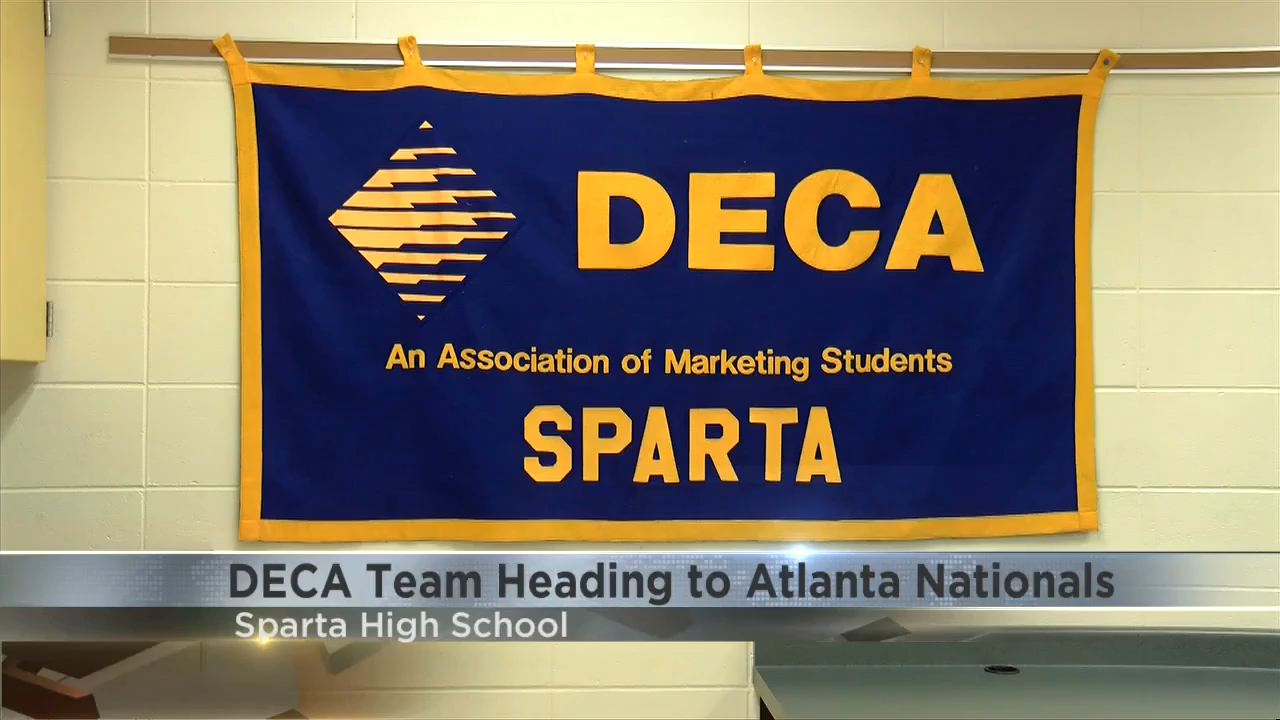 DECA
An Association of Marketing Students
SPARTA
DECA Team Heading to Atlanta Nationals
Sparta High School